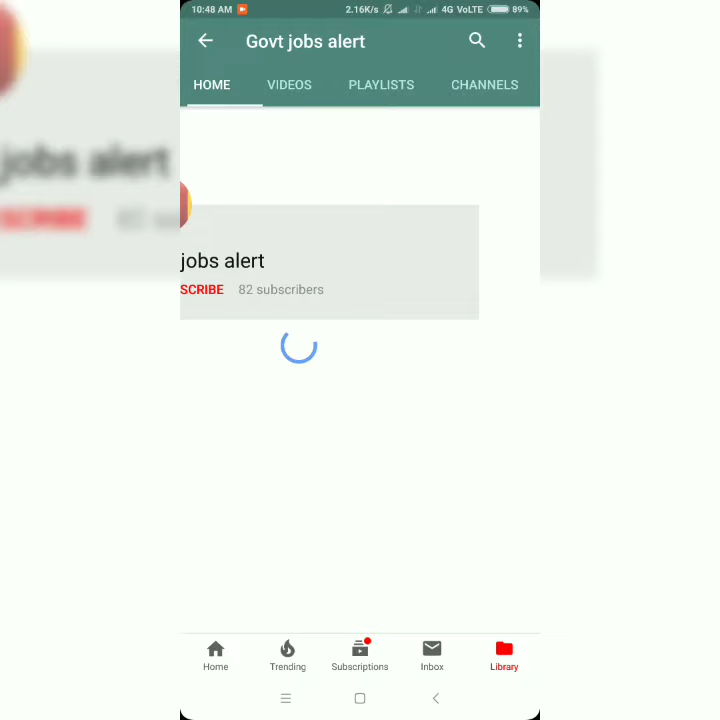 10:48 AM 2.16K/s 4G VoLTE 89%
Govt jobs alert
HOME VIDEOS PLAYLISTS CHANNELS
jobs alert
SCRIBE 82 subscribers
Home Trending Subscriptions Inbox Library